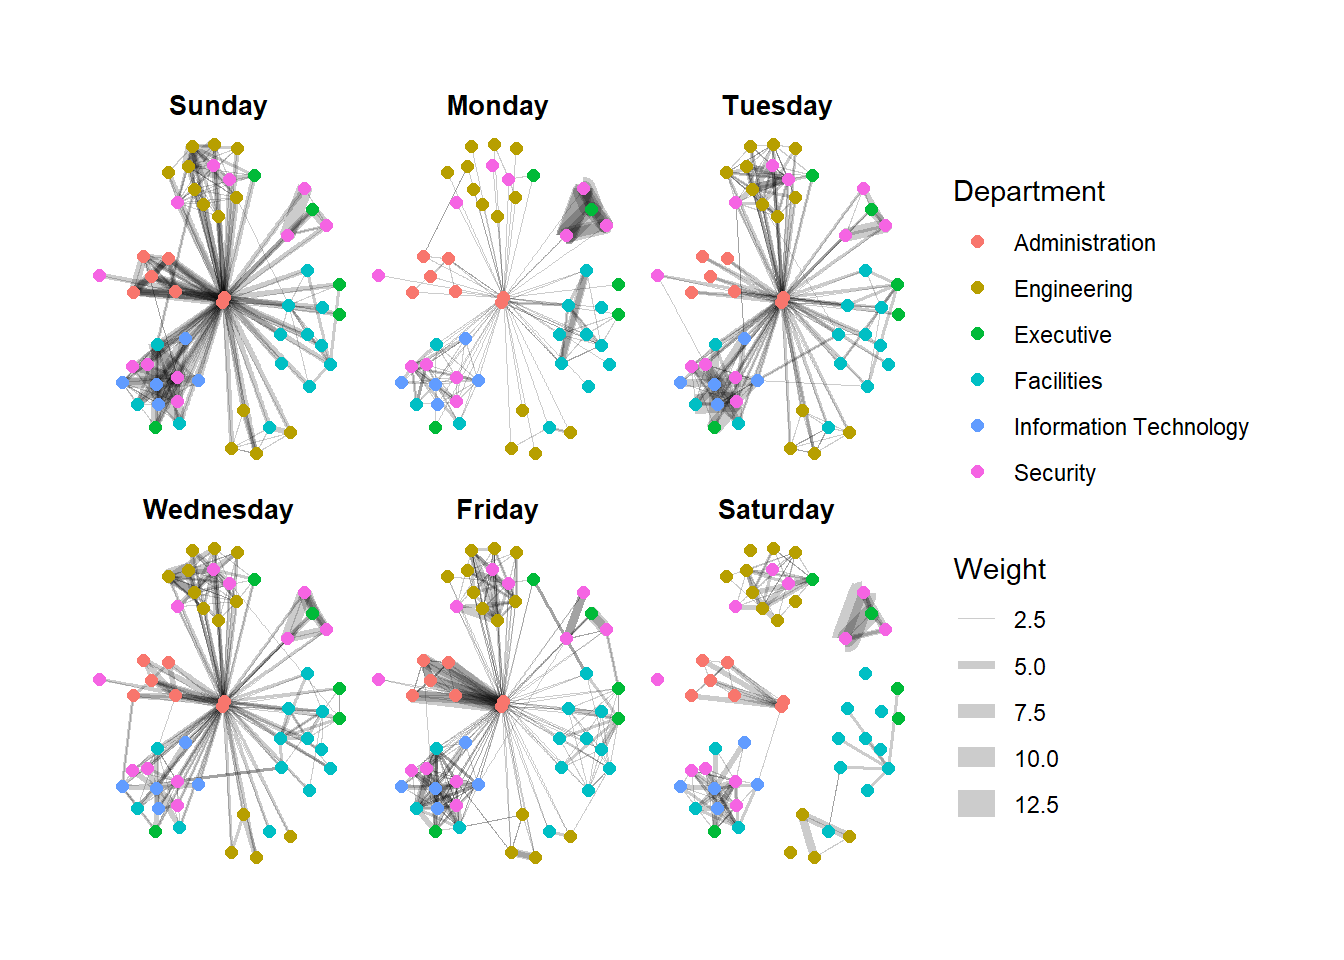 Sunday
Monday
Tuesday
Wednesday
Friday
Saturday
Department
Administration
Engineering
Executive
Facilities
Information Technology
Security
Weight
2.5
5.0
7.5
10.0
12.5